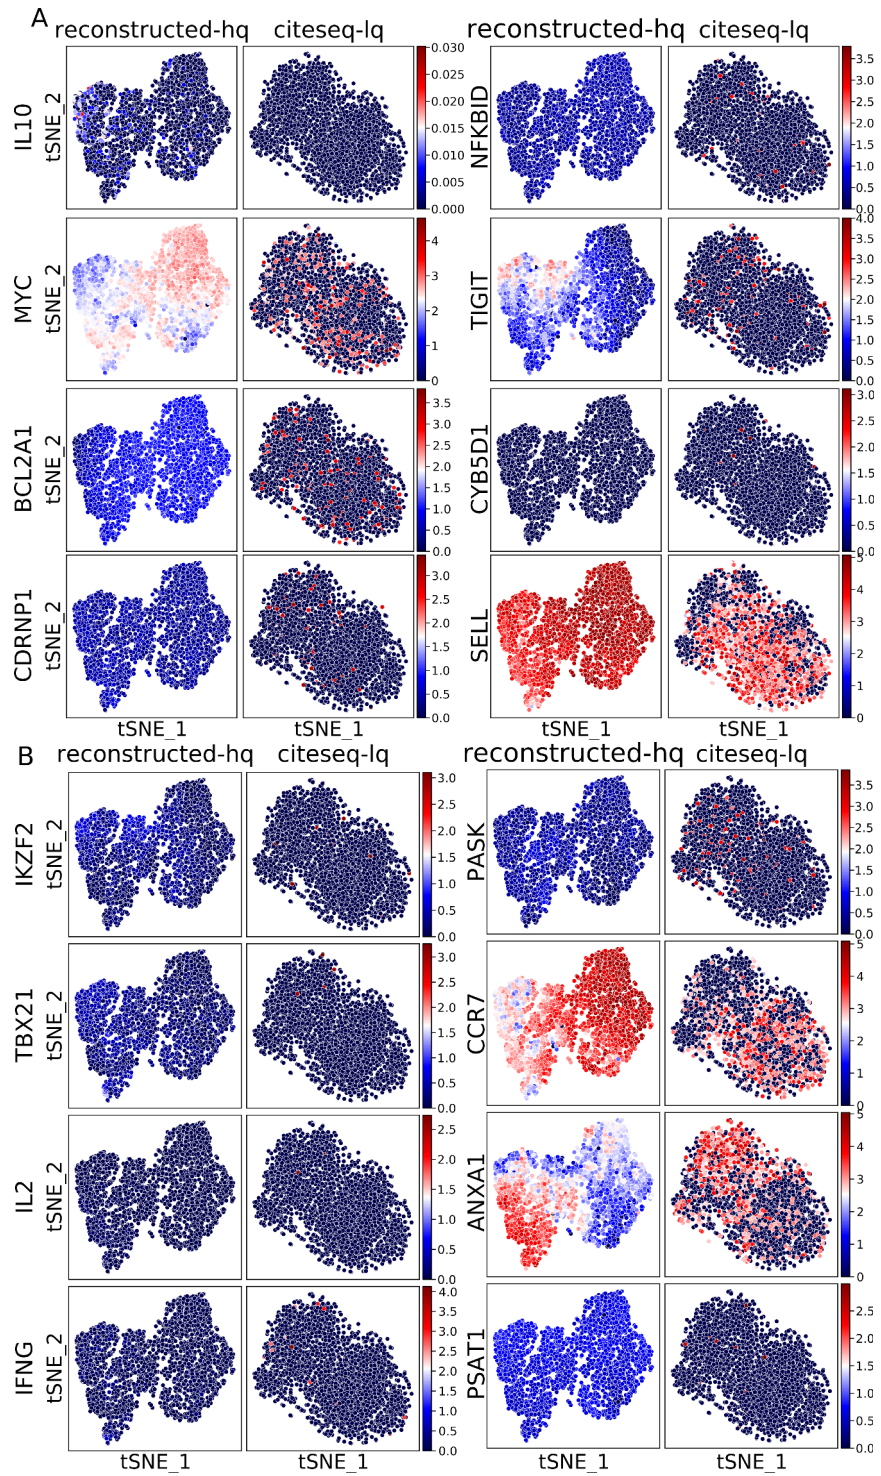 A
reconstructed-hq citeseq-lq reconstructed-hq citeseq-lq
IL10 tSNE_2 0.030 0.025 0.020 0.015 0.010 0.005 0.000 NFKBID 3.5 3.0 2.5 2.0 1.5 1.0 0.5 0.0
MYC tSNE_2 4 3 2 1 0 TIGIT 4.0 3.5 3.0 2.5 2.0 1.5 1.0 0.5 0.0
BCL2A1 tSNE_2 3.5 3.0 2.5 2.0 1.5 1.0 0.5 0.0 CYB5D1 3.0 2.5 2.0 1.5 1.0 0.5 0.0
CDRNP1 tSNE_2 3.0 2.5 2.0 1.5 1.0 0.5 0.0 SELL 5 4 3 2 1 0
tSNE_1 tSNE_1 tSNE_1 tSNE_1
B
reconstructed-hq citeseq-lq reconstructed-hq citeseq-lq
IKZF2 tSNE_2 3.0 2.5 2.0 1.5 1.0 0.5 0.0 PASK 3.5 3.0 2.5 2.0 1.5 1.0 0.5 0.0
TBX21 tSNE_2 3.0 2.5 2.0 1.5 1.0 0.5 0.0 CCR7 5 4 3 2 1 0
IL2 tSNE_2 2.5 2.0 1.5 1.0 0.5 0.0 ANXA1 5 4 3 2 1 0
IFNG tSNE_2 4.0 3.5 3.0 2.5 2.0 1.5 1.0 0.5 0.0 PSAT1 2.5 2.0 1.5 1.0 0.5 0.0
tSNE_1 tSNE_1 tSNE_1 tSNE_1